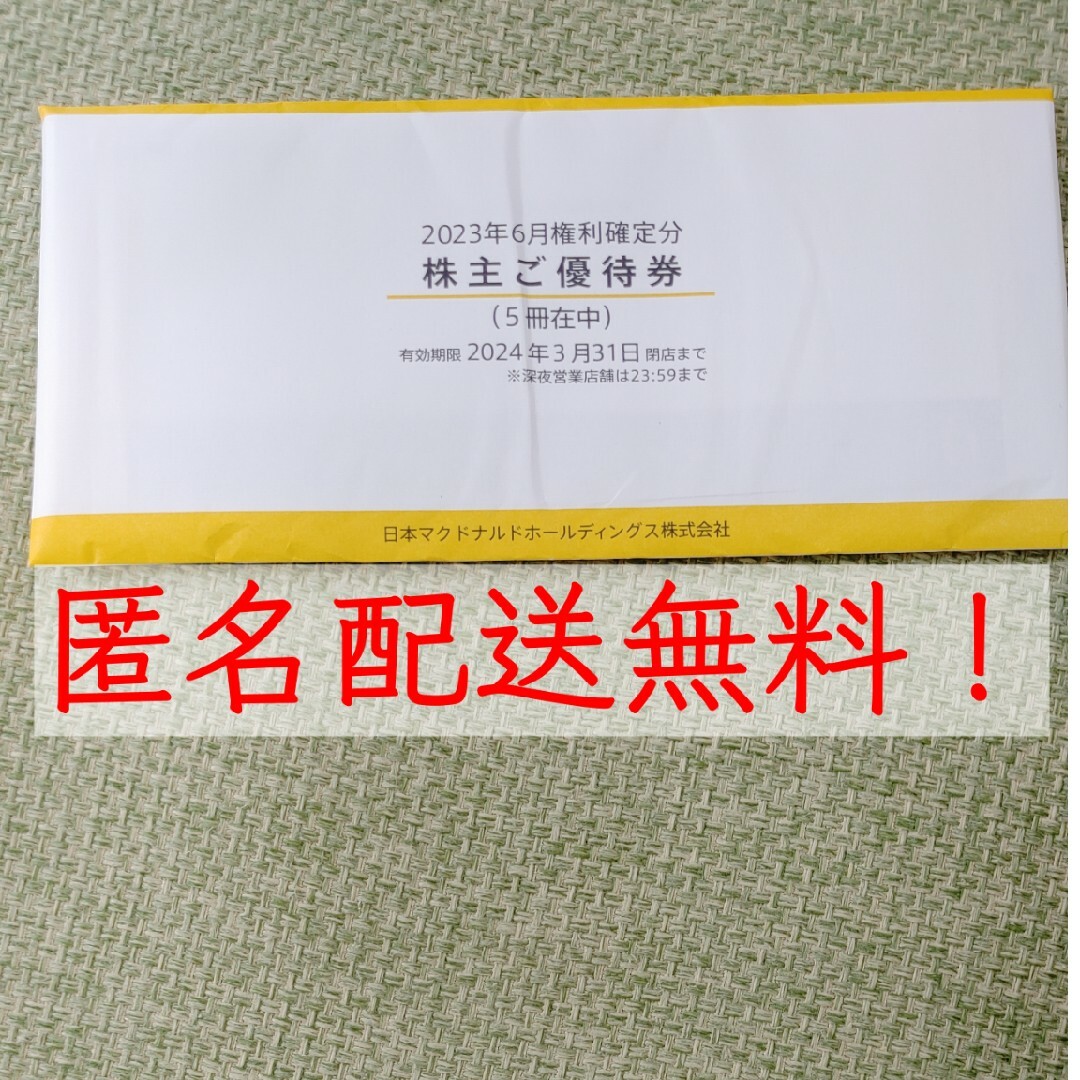 2023年6月権利確定分
株主ご優待券
（5冊在中）
有効期限 2024年3月31日 閉店まで
※深夜営業店舗は23:59まで
日本マクドナルドホールディングス株式会社
匿名配送無料！